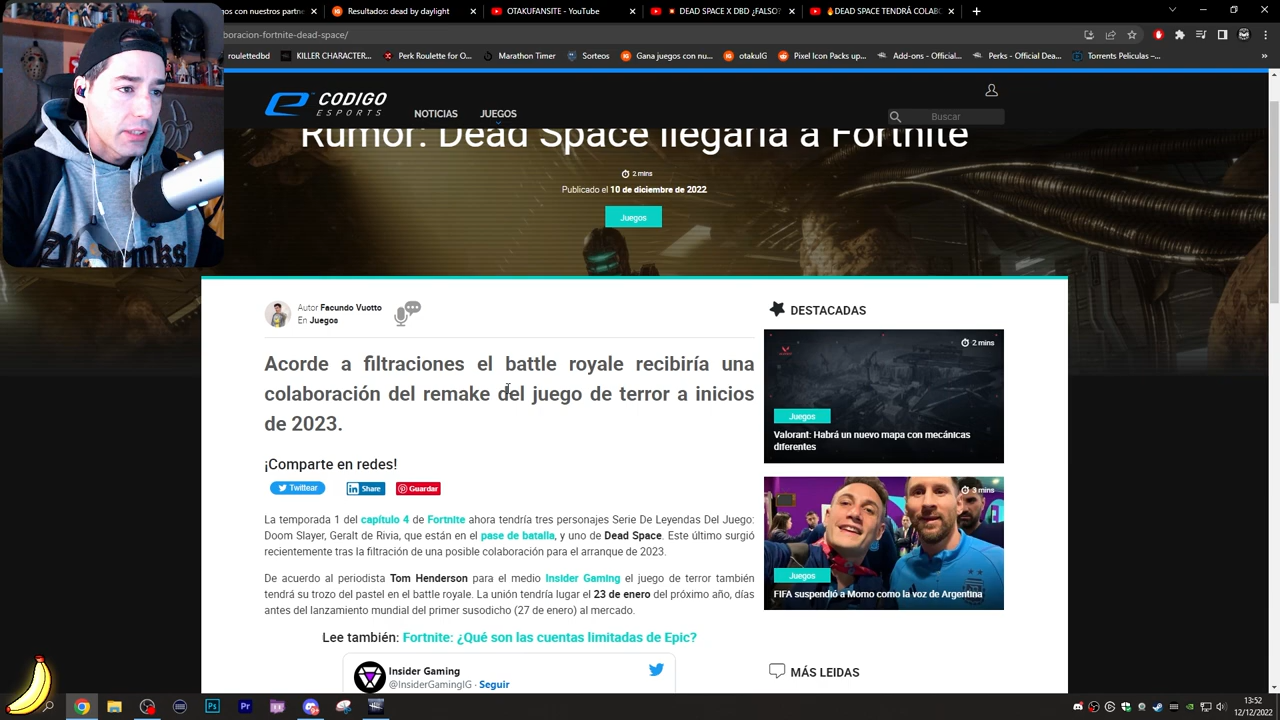 gos con nuestros partne
Resultados: dead by daylight
OTAKUFANSITE - YouTube
DEAD SPACE X DBD ¿FALSO?
DEAD SPACE TENDRÁ COLAB
boracion-fortnite-dead-space/
roulettedbd
KILLER CHARACTER...
Perk Roulette for O...
Marathon Timer
Sorteos
Gana juegos con nu...
otakuIG
Pixel Icon Packs up...
Add-ons - Official...
Perks - Official Dea...
Torrents Peliculas –...
CODIGO
ESPORTS
NOTICIAS
JUEGOS
Buscar
Rumor: Dead Space llegaría a Fortnite
2 mins
Publicado el 10 de diciembre de 2022
Juegos
Autor Facundo Vuotto
En Juegos
Acorde a filtraciones el battle royale recibiría una
colaboración del remake del juego de terror a inicios
de 2023.
¡Comparte en redes!
Twittear
Share
Guardar
La temporada 1 del capítulo 4 de Fortnite ahora tendría tres personajes Serie De Leyendas Del Juego:
Doom Slayer, Geralt de Rivia, que están en el pase de batalla, y uno de Dead Space. Este último surgió
recientemente tras la filtración de una posible colaboración para el arranque de 2023.
De acuerdo al periodista Tom Henderson para el medio Insider Gaming el juego de terror también
tendrá su trozo del pastel en el battle royale. La unión tendría lugar el 23 de enero del próximo año, días
antes del lanzamiento mundial del primer susodicho (27 de enero) al mercado.
Lee también: Fortnite: ¿Qué son las cuentas limitadas de Epic?
Insider Gaming
@InsiderGamingIG · Seguir
DESTACADAS
2 mins
Juegos
Valorant: Habrá un nuevo mapa con mecánicas
diferentes
3 mins
Juegos
FIFA suspendió a Momo como la voz de Argentina
MÁS LEIDAS
13:52
12/12/2022